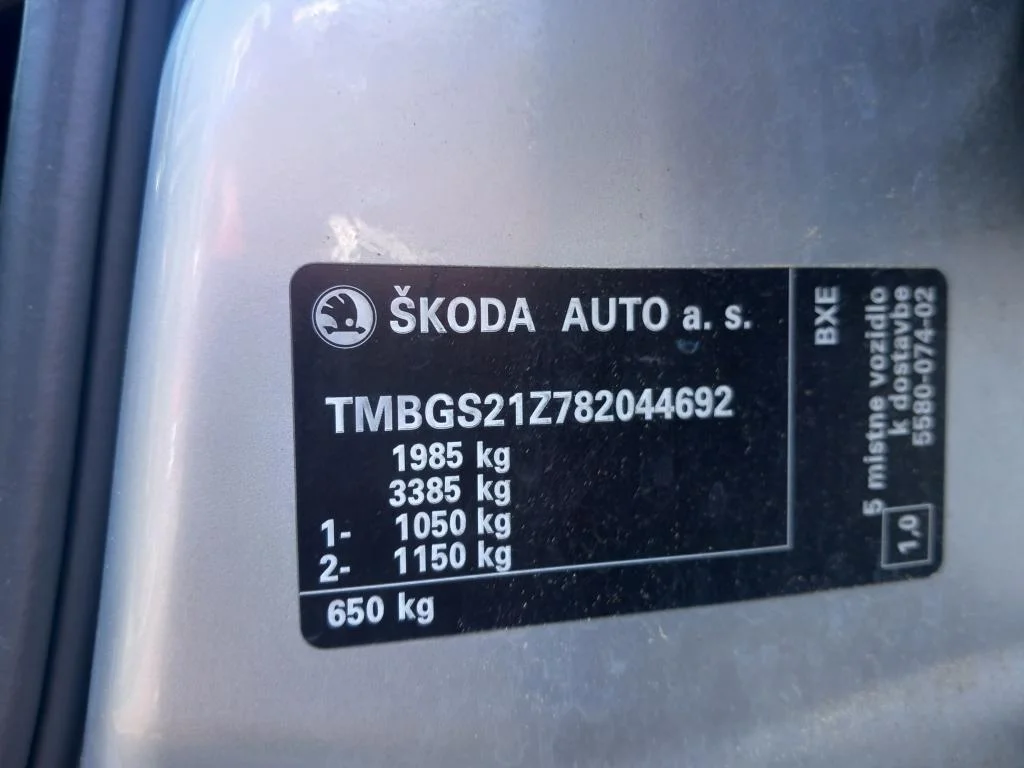 ŠKODA AUTO a. s.
TMBGS21Z782044692
1985 kg
3385 kg
1- 1050 kg
2- 1150 kg
650 kg
BXE
5 mistne vozidlo
k dostavbe
5580-074-02
1,0